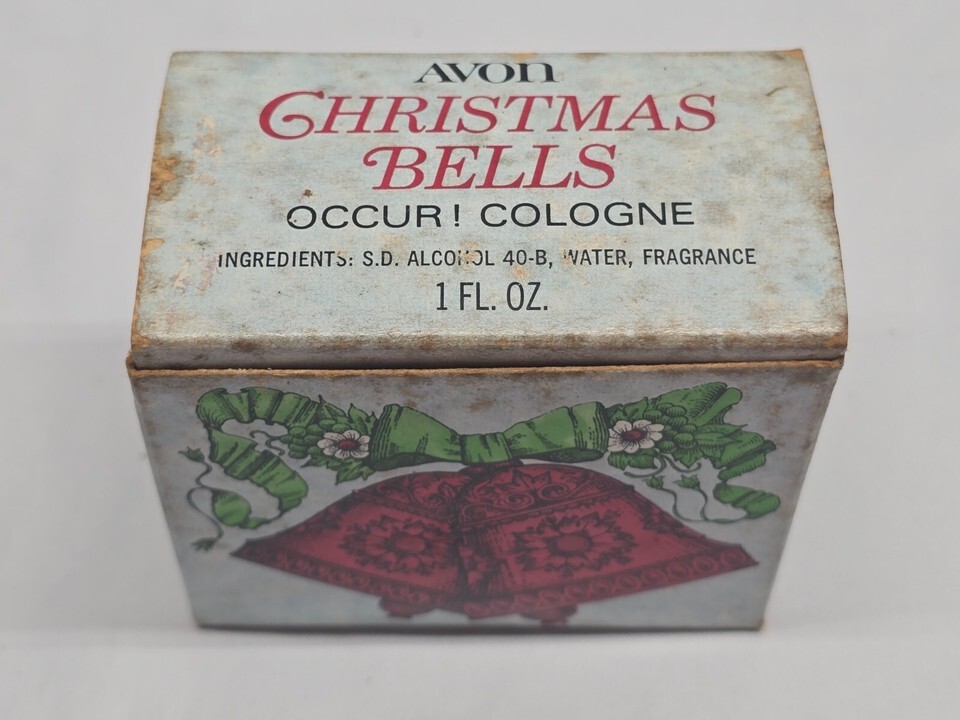 AVON
CHRISTMAS
BELLS
OCCUR! COLOGNE
INGREDIENTS: S.D. ALCOHOL 40-B, WATER, FRAGRANCE
1 FL. OZ.